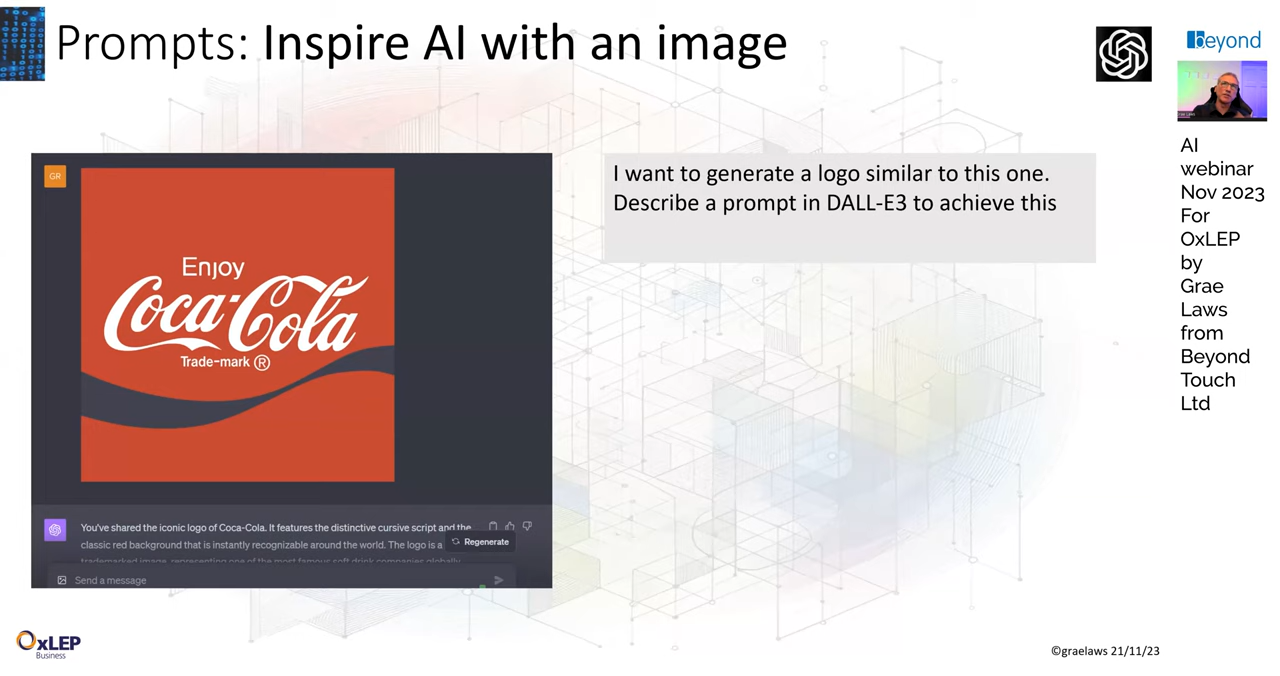 Prompts: Inspire AI with an image
Beyond
GR
Enjoy
Coca-Cola
Trade-mark ®
You've shared the iconic logo of Coca-Cola. It features the distinctive cursive script and the
classic red background that is instantly recognizable around the world. The logo is a
trademarked image, representing one of the most famous soft drink companies globally.
Regenerate
Send a message
I want to generate a logo similar to this one.
Describe a prompt in DALL-E3 to achieve this
AI
webinar
Nov 2023
For
OxLEP
by
Grae
Laws
from
Beyond
Touch
Ltd
OxLEP
Business
©graelaws 21/11/23